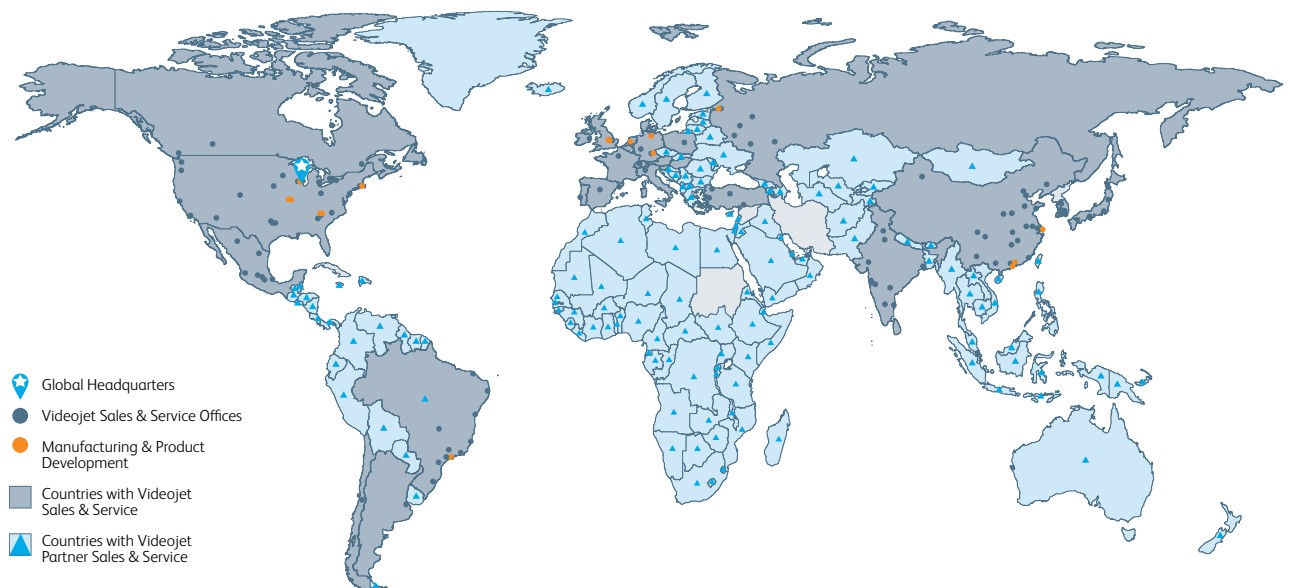 Global Headquarters
Videojet Sales & Service Offices
Manufacturing & Product
Development
Countries with Videojet
Sales & Service
Countries with Videojet
Partner Sales & Service